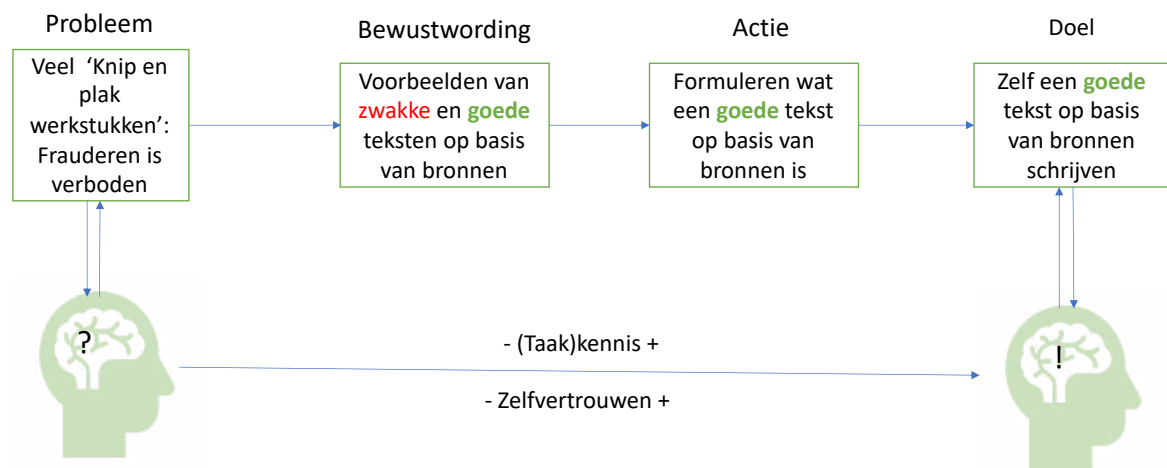 Probleem
Veel ‘Knip en
plak
werkstukken’:
Frauderen is
verboden
Bewustwording
Voorbeelden van
zwakke en goede
teksten op basis
van bronnen
Actie
Formuleren wat
een goede tekst
op basis van
bronnen is
Doel
Zelf een goede
tekst op basis
van bronnen
schrijven
?
- (Taak)kennis +
- Zelfvertrouwen +
!